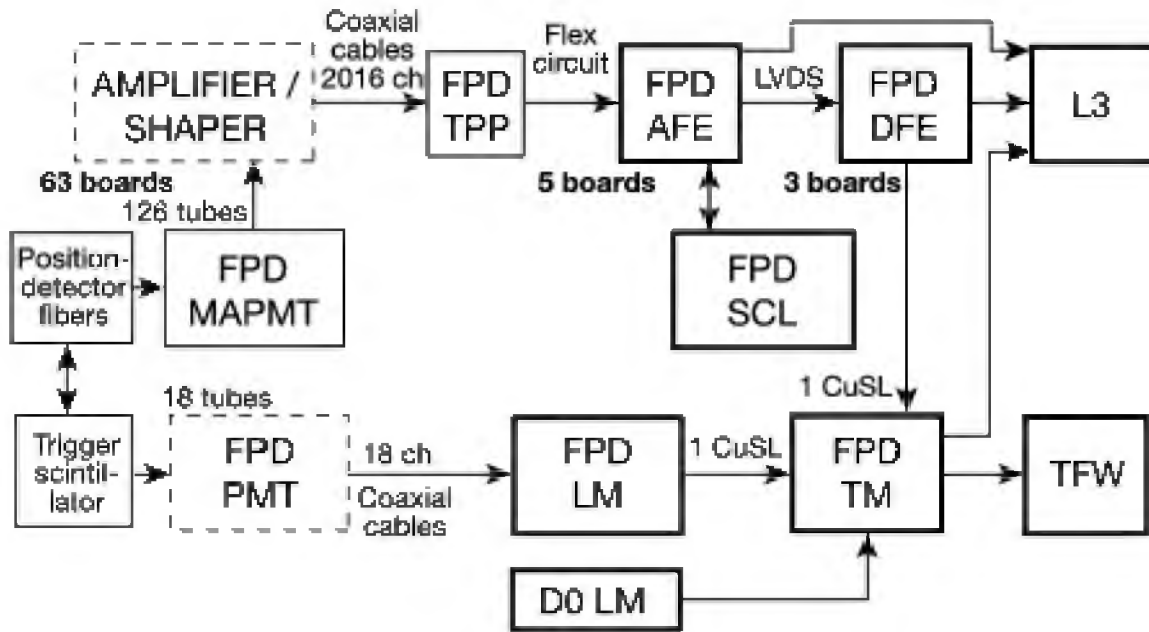 Coaxial
cables
2016 ch
Flex
circuit
AMPLIFIER /
SHAPER
FPD
TPP
FPD
AFE
LVDS
FPD
DFE
L3
63 boards
5 boards
3 boards
126 tubes
Position-
detector
fibers
FPD
MAPMT
FPD
SCL
1 CuSL
18 tubes
Trigger
scintil-
lator
FPD
PMT
18 ch
Coaxial
cables
FPD
LM
1 CuSL
FPD
TM
TFW
D0 LM